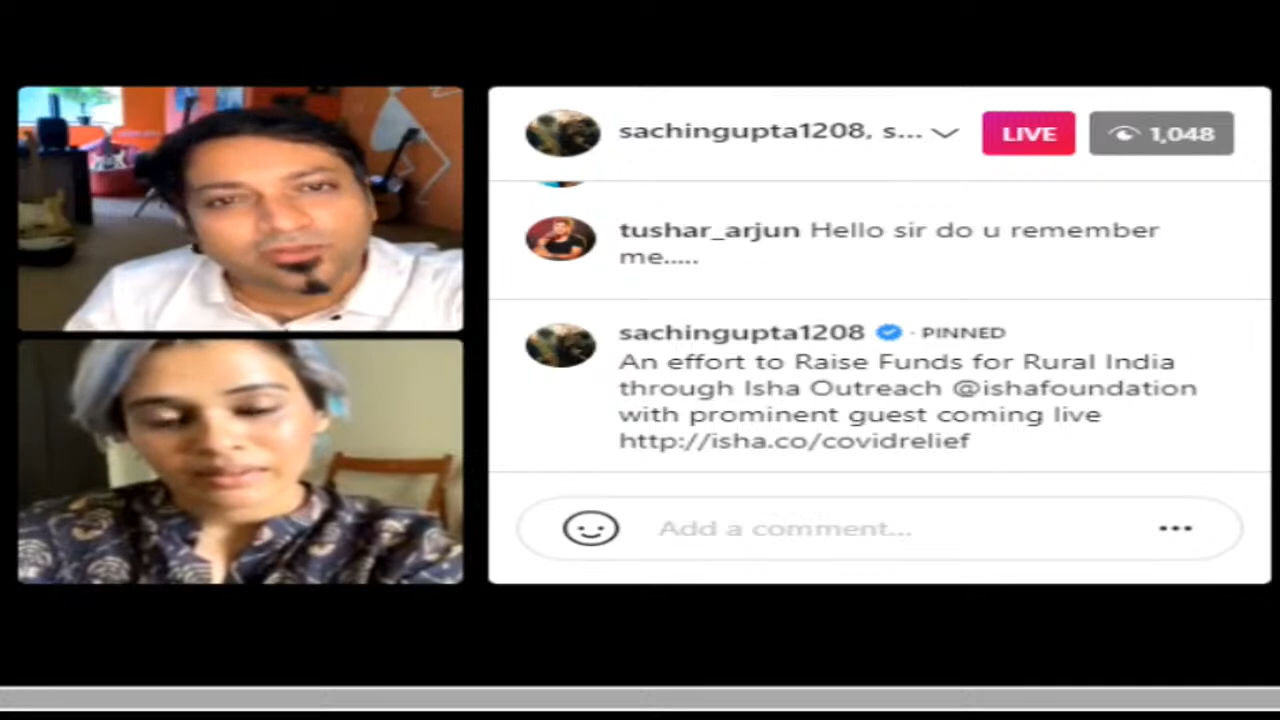 sachingupta1208, s...
LIVE
1,048
tushar_arjun Hello sir do u remember
me.....
sachingupta1208 · PINNED
An effort to Raise Funds for Rural India
through Isha Outreach @ishafoundation
with prominent guest coming live
http://isha.co/covidrelief
Add a comment...